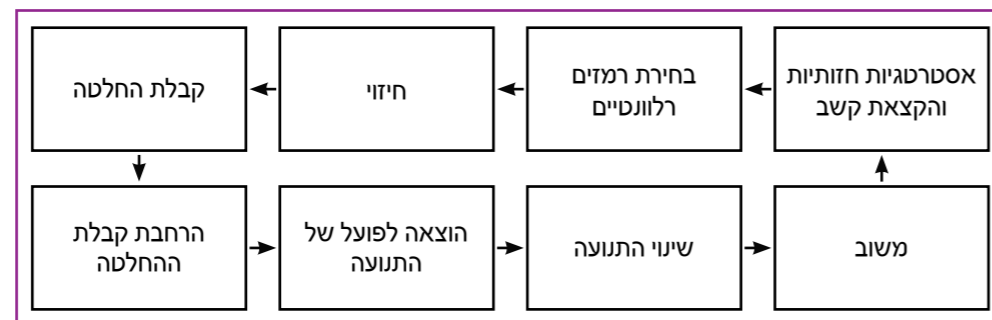 אסטרטגיות חזותיות
והקצאת קשב
בחירת רמזים
רלוונטיים
חיזוי
קבלת החלטה
הרחבת קבלת
ההחלטה
הוצאה לפועל של
התנועה
שינוי התנועה
משוב